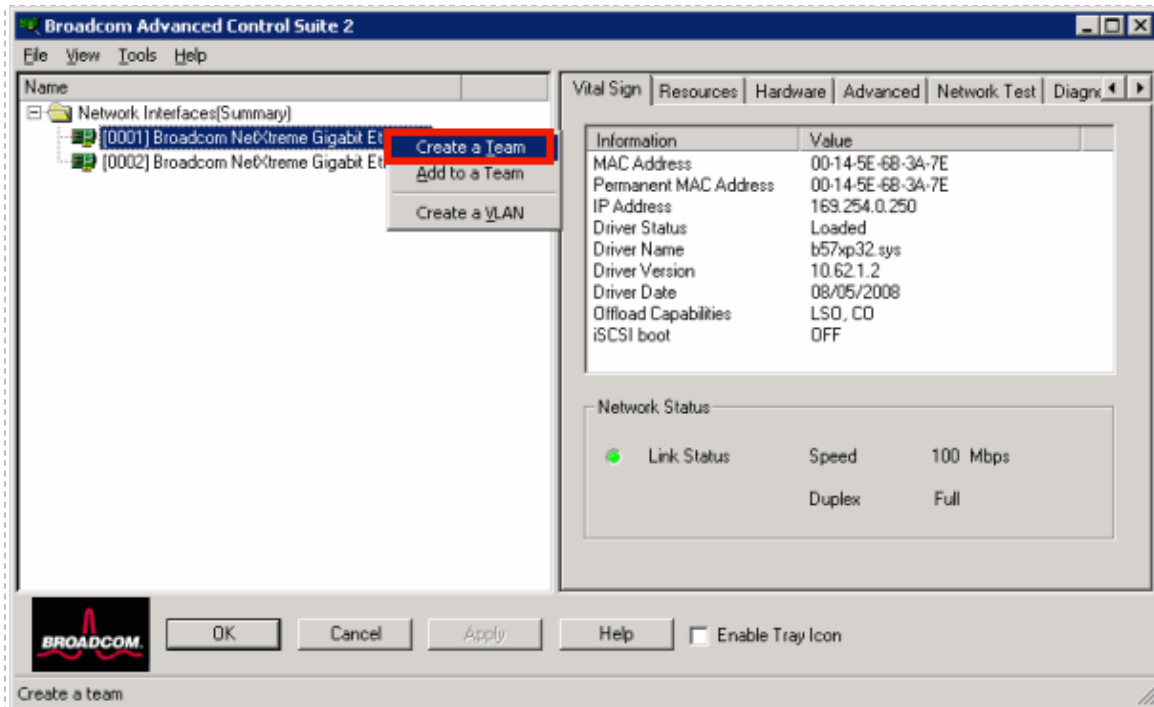 Broadcom Advanced Control Suite 2
File View Tools Help
Name
Network Interfaces(Summary)
[0001] Broadcom NetXtreme Gigabit Et
[0002] Broadcom NetXtreme Gigabit Et
Create a Team
Add to a Team
Create a VLAN
Vital Sign Resources Hardware Advanced Network Test Diagn
Information Value
MAC Address 00-14-5E-6B-3A-7E
Permanent MAC Address 00-14-5E-6B-3A-7E
IP Address 169.254.0.250
Driver Status Loaded
Driver Name b57xp32.sys
Driver Version 10.62.1.2
Driver Date 08/05/2008
Offload Capabilities LSO, CO
iSCSI boot OFF
Network Status
Link Status Speed 100 Mbps
Duplex Full
BROADCOM.
OK Cancel Apply Help Enable Tray Icon
Create a team